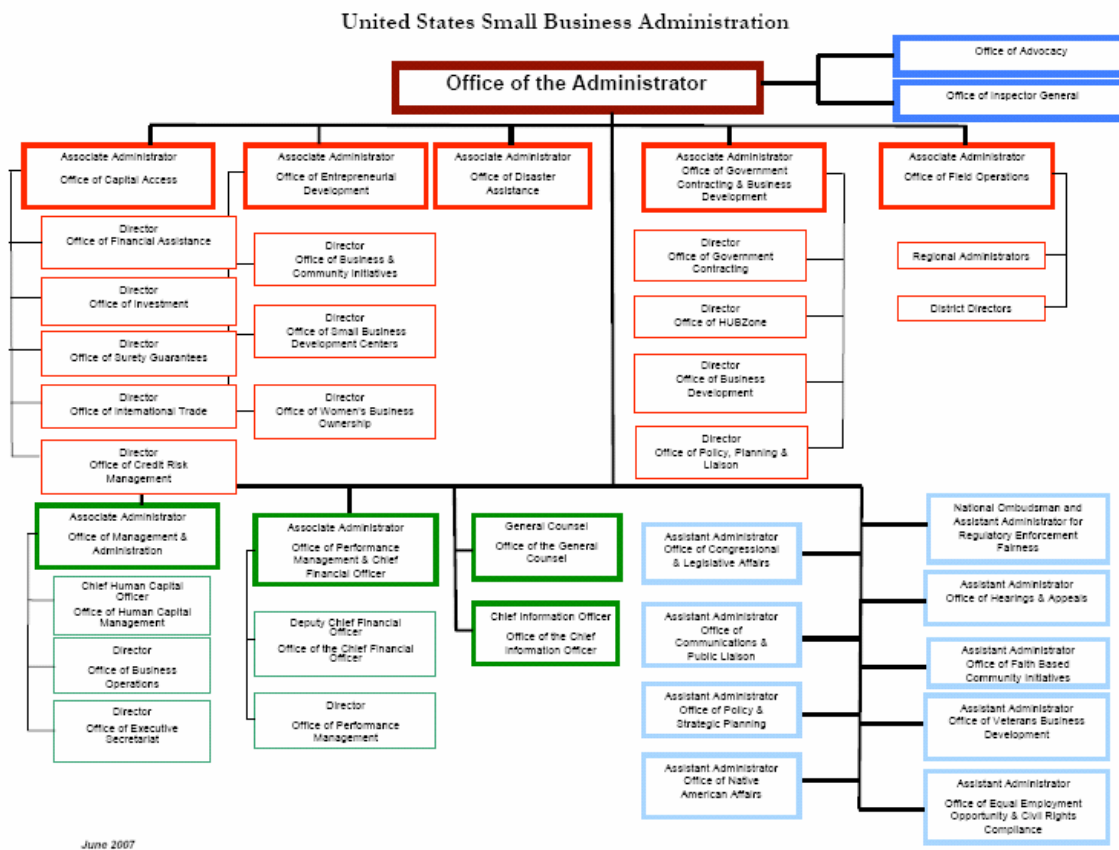 United States Small Business Administration
Office of the Administrator
Office of Advocacy
Office of Inspector General
Associate Administrator
Office of Capital Access
Associate Administrator
Office of Entrepreneurial
Development
Associate Administrator
Office of Disaster
Assistance
Associate Administrator
Office of Government
Contracting & Business
Development
Associate Administrator
Office of Field Operations
Director
Office of Financial Assistance
Director
Office of Investment
Director
Office of Surety Guarantees
Director
Office of International Trade
Director
Office of Credit Risk
Management
Director
Office of Business &
Community Initiatives
Director
Office of Small Business
Development Centers
Director
Office of Women's Business
Ownership
Director
Office of Government
Contracting
Director
Office of HUBZone
Director
Office of Business
Development
Director
Office of Policy, Planning &
Liaison
Regional Administrators
District Directors
Associate Administrator
Office of Management &
Administration
Chief Human Capital
Officer
Office of Human Capital
Management
Director
Office of Business
Operations
Director
Office of Executive
Secretariat
Associate Administrator
Office of Performance
Management & Chief
Financial Officer
Deputy Chief Financial
Officer
Office of the Chief Financial
Officer
Director
Office of Performance
Management
General Counsel
Office of the General
Counsel
Chief Information Officer
Office of the Chief
Information Officer
Assistant Administrator
Office of Congressional
& Legislative Affairs
Assistant Administrator
Office of
Communications &
Public Liaison
Assistant Administrator
Office of Policy &
Strategic Planning
Assistant Administrator
Office of Native
American Affairs
National Ombudsman and
Assistant Administrator for
Regulatory Enforcement
Fairness
Assistant Administrator
Office of Hearings & Appeals
Assistant Administrator
Office of Faith Based
Community Initiatives
Assistant Administrator
Office of Veterans Business
Development
Assistant Administrator
Office of Equal Employment
Opportunity & Civil Rights
Compliance
June 2007